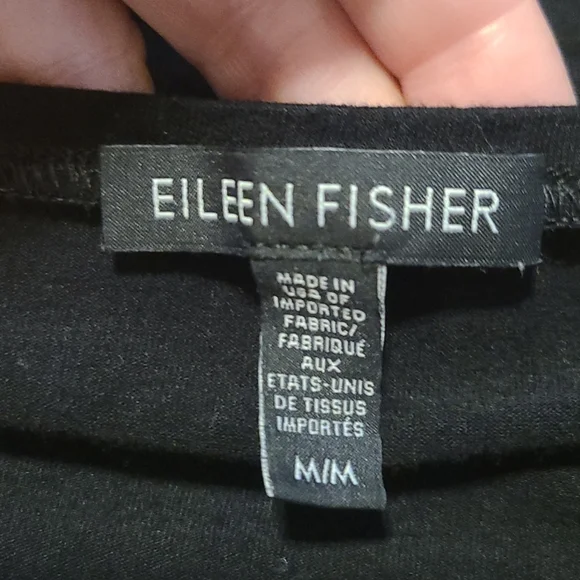 EILEEN FISHER
MADE IN
USA OF
IMPORTED
FABRIC/
FABRIQUÉ
AUX
ETATS-UNIS
DE TISSUS
IMPORTÉS
M/M